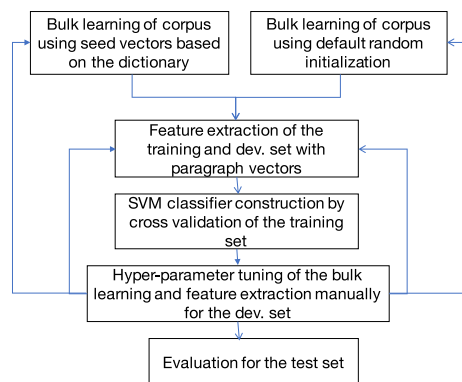 Bulk learning of corpus
using seed vectors based
on the dictionary
Bulk learning of corpus
using default random
initialization
Feature extraction of the
training and dev. set with
paragraph vectors
SVM classifier construction by
cross validation of the training
set
Hyper-parameter tuning of the bulk
learning and feature extraction manually
for the dev. set
Evaluation for the test set